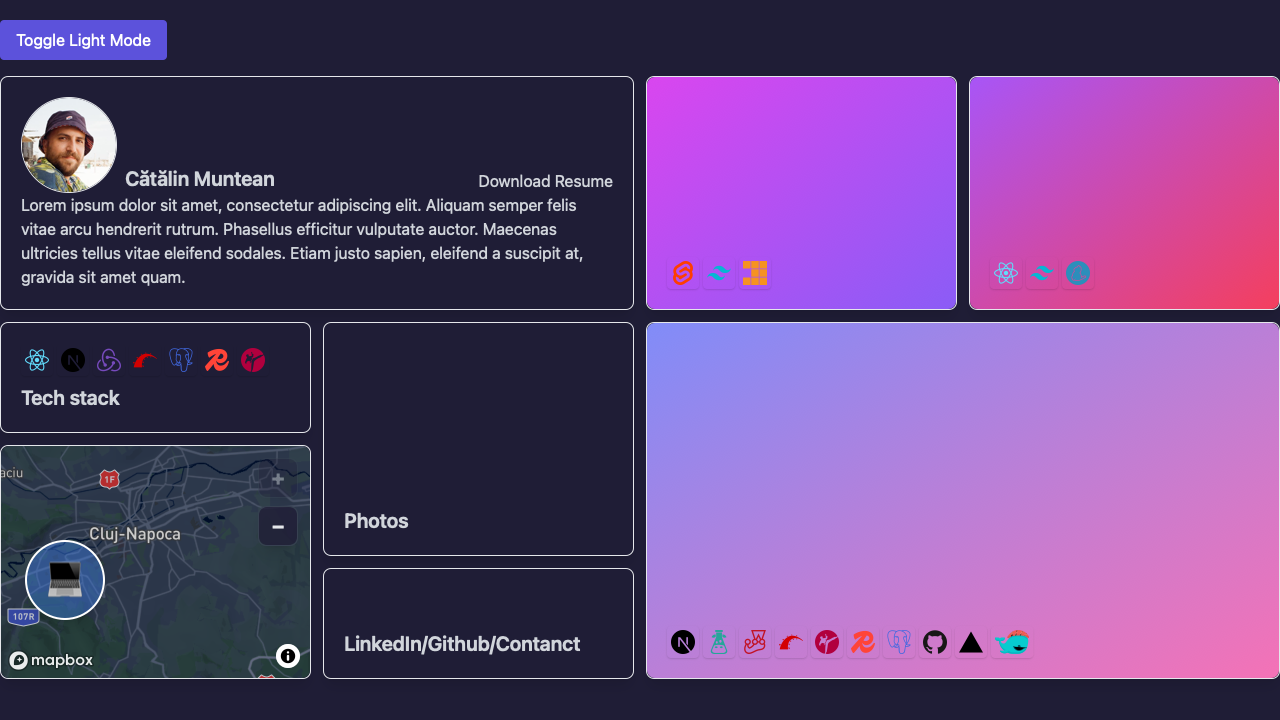 Toggle Light Mode
Cătălin Muntean
Download Resume
Lorem ipsum dolor sit amet, consectetur adipiscing elit. Aliquam semper felis
vitae arcu hendrerit rutrum. Phasellus efficitur vulputate auctor. Maecenas
ultricies tellus vitae eleifend sodales. Etiam justo sapien, eleifend a suscipit at,
gravida sit amet quam.
Tech stack
Photos
LinkedIn/Github/Contanct
aciu
1F
+
Cluj-Napoca
−
107R
mapbox